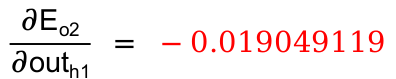 ∂E_o2 / ∂out_h1 = − 0.019049119